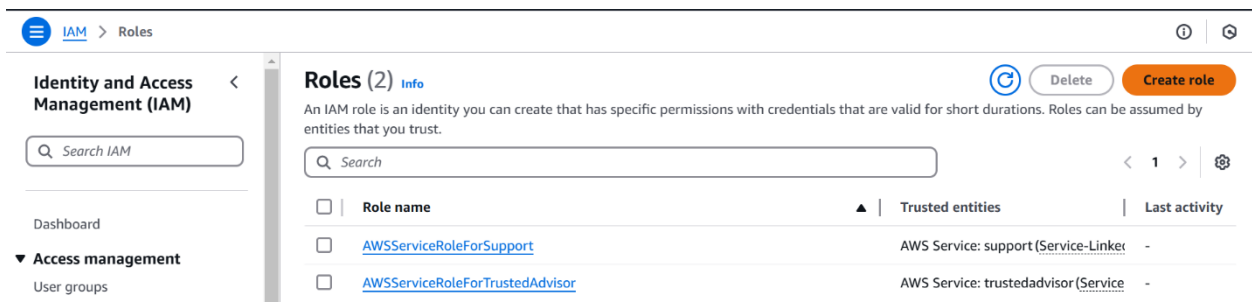 IAM > Roles
Identity and Access
Management (IAM)
Search IAM
Dashboard
Access management
User groups
Roles (2) Info
Delete
Create role
An IAM role is an identity you can create that has specific permissions with credentials that are valid for short durations. Roles can be assumed by
entities that you trust.
Search
1
Role name Trusted entities Last activity
AWSServiceRoleForSupport AWS Service: support (Service-Linked -
AWSServiceRoleForTrustedAdvisor AWS Service: trustedadvisor (Service -